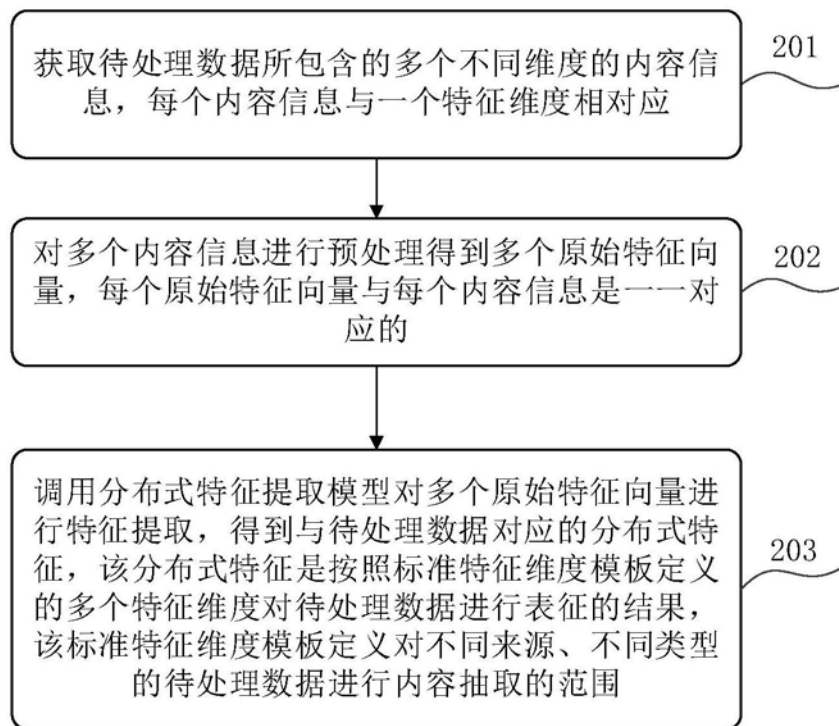 获取待处理数据所包含的多个不同维度的内容信
息，每个内容信息与一个特征维度相对应
201
对多个内容信息进行预处理得到多个原始特征向
量，每个原始特征向量与每个内容信息是一一对
应的
202
调用分布式特征提取模型对多个原始特征向量进
行特征提取，得到与待处理数据对应的分布式特
征，该分布式特征是按照标准特征维度模板定义
的多个特征维度对待处理数据进行表征的结果，
该标准特征维度模板定义对不同来源、不同类型
的待处理数据进行内容抽取的范围
203